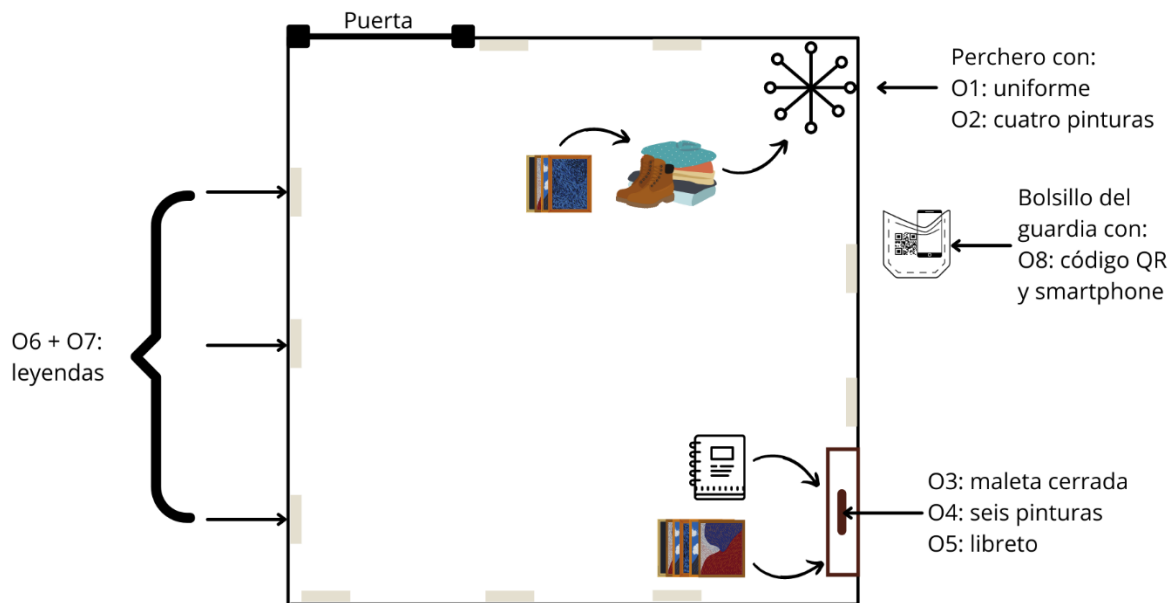 Puerta
Perchero con:
O1: uniforme
O2: cuatro pinturas
Bolsillo del
guardia con:
O8: código QR
y smartphone
O6 + O7:
leyendas
O3: maleta cerrada
O4: seis pinturas
O5: libreto